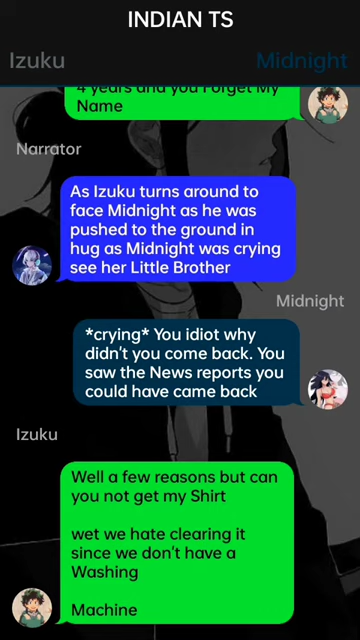 INDIAN TS
Izuku
Midnight
4 years and you Forget My
Name
Narrator
As Izuku turns around to
face Midnight as he was
pushed to the ground in
hug as Midnight was crying
see her Little Brother
Midnight
*crying* You idiot why
didn't you come back. You
saw the News reports you
could have came back
Izuku
Well a few reasons but can
you not get my Shirt
wet we hate clearing it
since we don't have a
Washing
Machine